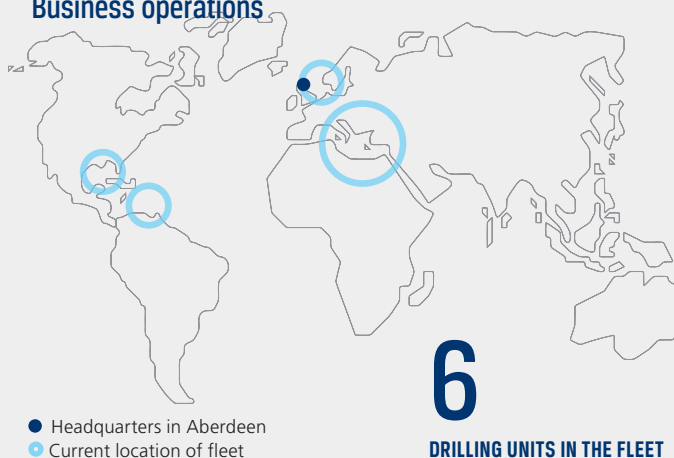 Business operations
6
Headquarters in Aberdeen
Current location of fleet
DRILLING UNITS IN THE FLEET